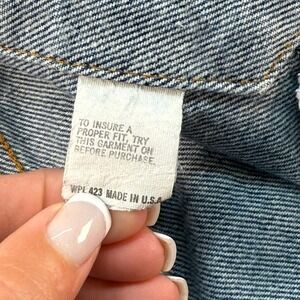 TO INSURE A
PROPER FIT, TRY
THIS GARMENT ON
BEFORE PURCHASE.
WPL 423 MADE IN U.S.A.